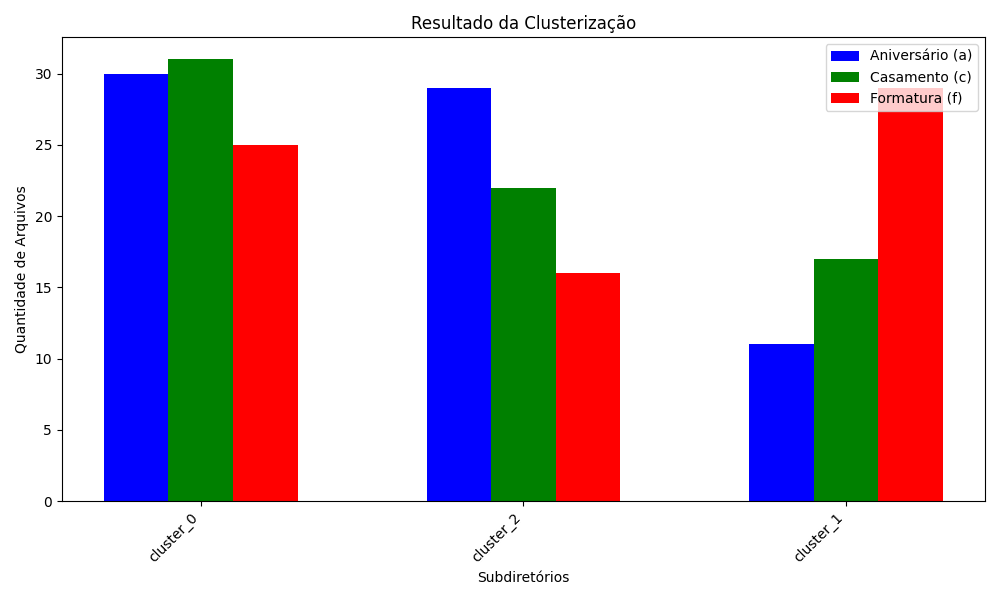 Resultado da Clusterização
Aniversário (a)
Casamento (c)
Formatura (f)
Quantidade de Arquivos
30
25
20
15
10
5
0
cluster_0
cluster_2
cluster_1
Subdiretórios